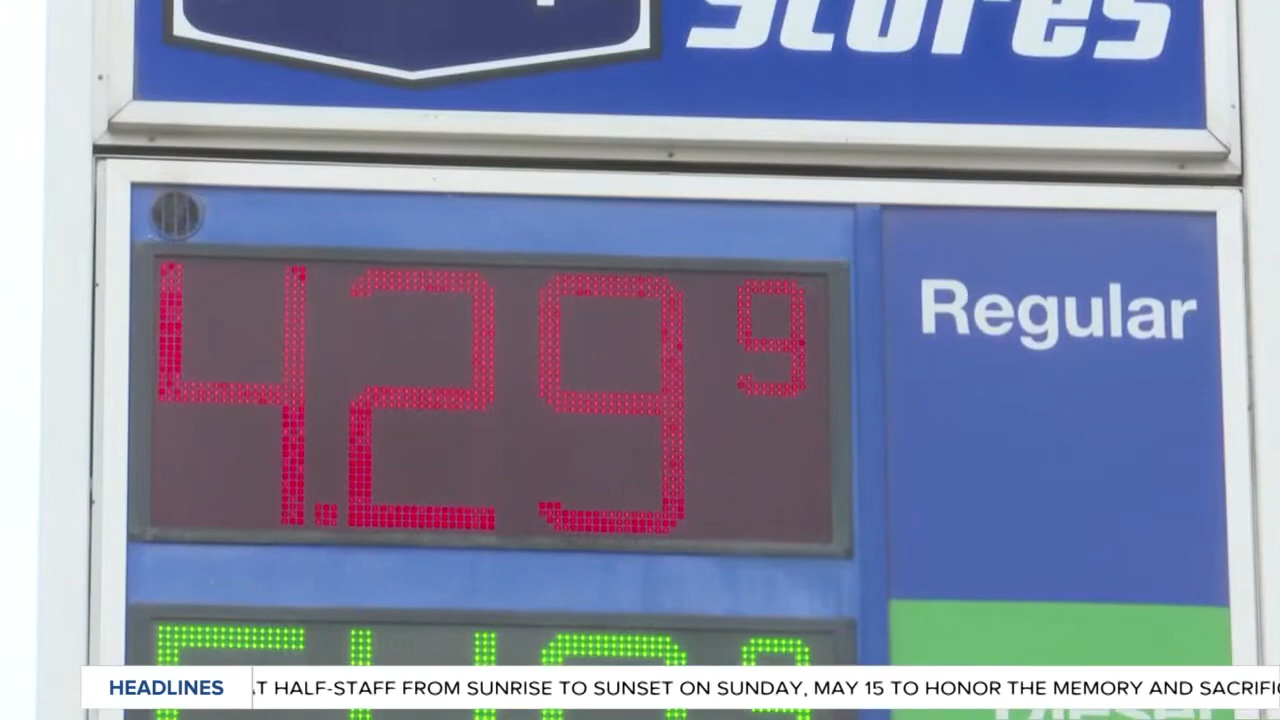 Stores
4.29 9
Regular
HEADLINES AT HALF-STAFF FROM SUNRISE TO SUNSET ON SUNDAY, MAY 15 TO HONOR THE MEMORY AND SACRIFIC